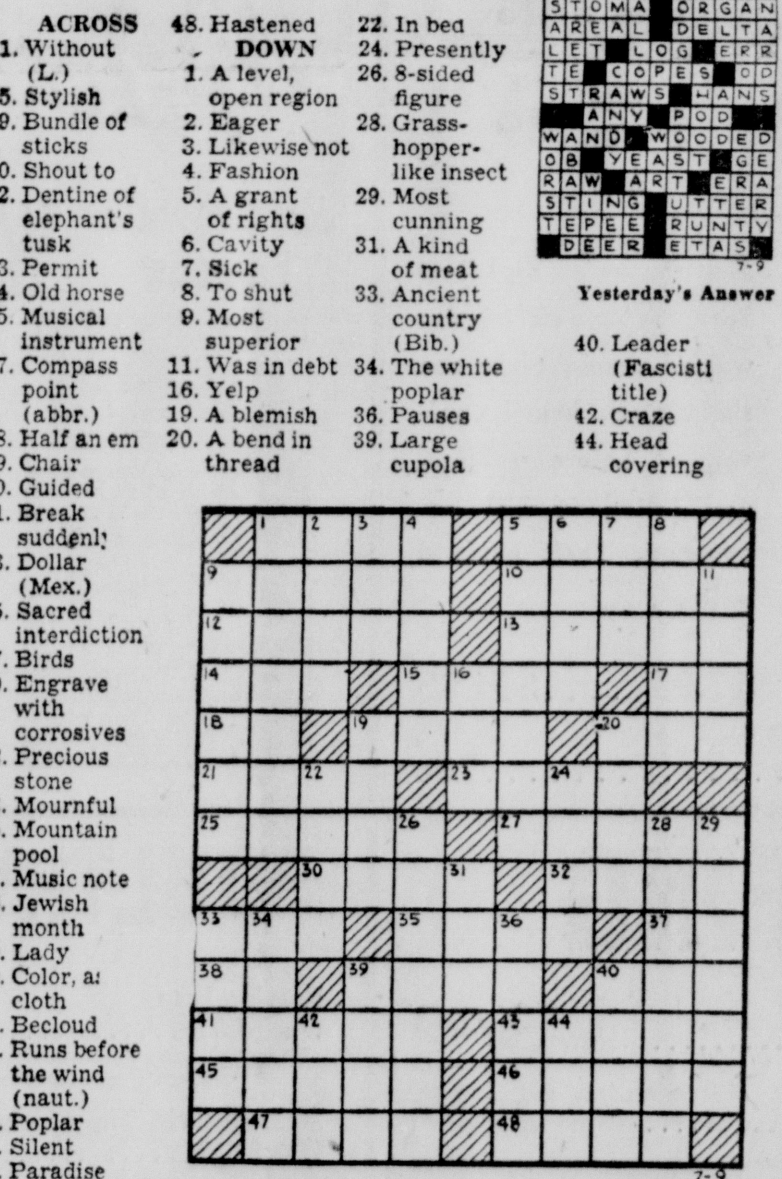 ACROSS
1. Without
(L.)
5. Stylish
9. Bundle of
sticks
0. Shout to
2. Dentine of
elephant's
tusk
3. Permit
4. Old horse
5. Musical
instrument
7. Compass
point
(abbr.)
8. Half an em
9. Chair
0. Guided
1. Break
suddenly
3. Dollar
(Mex.)
5. Sacred
interdiction
7. Birds
0. Engrave
with
corrosives
2. Precious
stone
. Mournful
. Mountain
pool
. Music note
. Jewish
month
. Lady
. Color, as
cloth
. Becloud
. Runs before
the wind
(naut.)
. Poplar
. Silent
. Paradise
48. Hastened
DOWN
1. A level,
open region
2. Eager
3. Likewise not
4. Fashion
5. A grant
of rights
6. Cavity
7. Sick
8. To shut
9. Most
superior
11. Was in debt
16. Yelp
19. A blemish
20. A bend in
thread
22. In bed
24. Presently
26. 8-sided
figure
28. Grass-
hopper-
like insect
29. Most
cunning
31. A kind
of meat
33. Ancient
country
(Bib.)
34. The white
poplar
36. Pauses
39. Large
cupola
STOMA ORGAN
AREAL DELTA
LET LOG ERR
TE COPES OD
STRAWS HANS
ANY POD
WAND WOODED
OB YEAST GE
RAW ART ERA
STING UTTER
TEPEE RUNTY
DEER ETAS
7-9
Yesterday's Answer
40. Leader
(Fascisti
title)
42. Craze
44. Head
covering
1 2 3 4 5 6 7 8
9 10 11
12 13
14 15 16 17
18 19 20
21 22 23 24
25 26 27 28 29
30 31 32
33 34 35 36 37
38 39 40
41 42 43 44
45 46
47 48
7-9